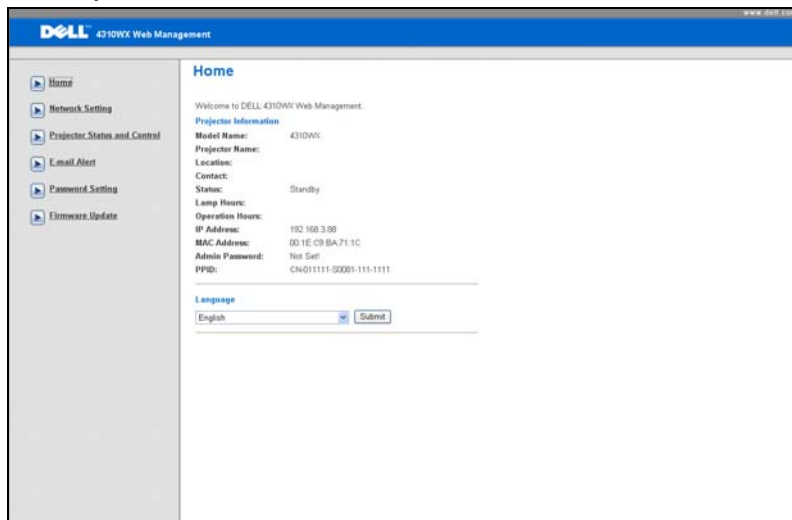 www.dell.com
DELL™ 4310WX Web Management
Home
Network Setting
Projector Status and Control
E-mail Alert
Password Setting
Firmware Update
Home
Welcome to DELL 4310WX Web Management.
Projector Information
Model Name: 4310WX
Projector Name:
Location:
Contact:
Status: Standby
Lamp Hours:
Operation Hours:
IP Address: 192.168.3.88
MAC Address: 00:1E:C9:BA:71:1C
Admin Password: Not Set!
PPID: CN-011111-S0081-111-1111
Language
English Submit